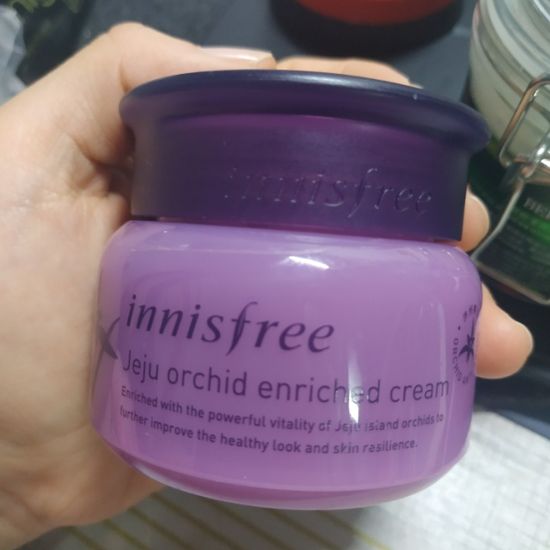 innisfree
innisfree
Jeju orchid enriched cream
Enriched with the powerful vitality of Jeju island orchids to
further improve the healthy look and skin resilience.
ORCHID